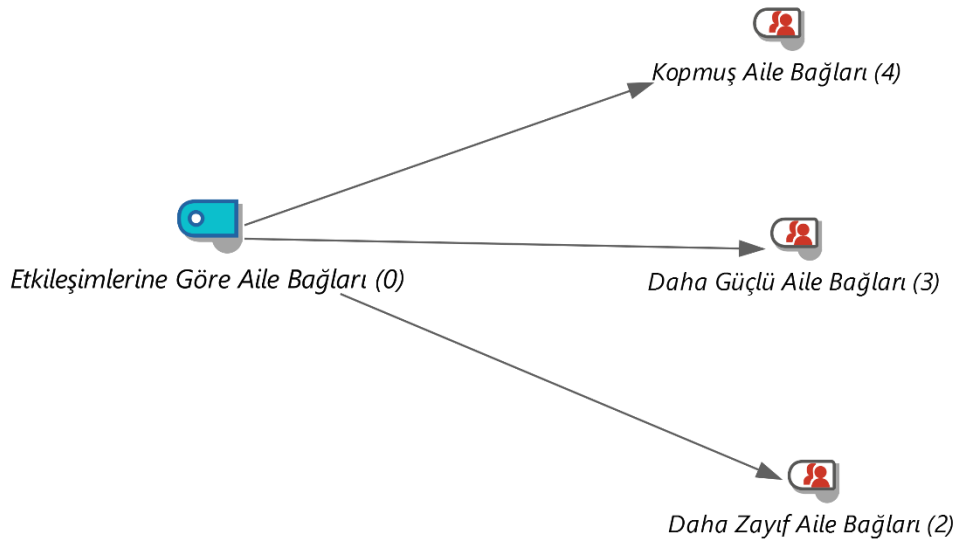 Kopmuş Aile Bağları (4)
Etkileşimlerine Göre Aile Bağları (0)
Daha Güçlü Aile Bağları (3)
Daha Zayıf Aile Bağları (2)